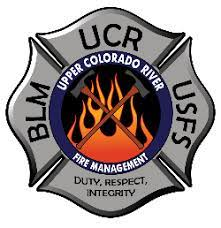 UCR
BLM
USFS
UPPER COLORADO RIVER
FIRE MANAGEMENT
DUTY, RESPECT,
INTEGRITY